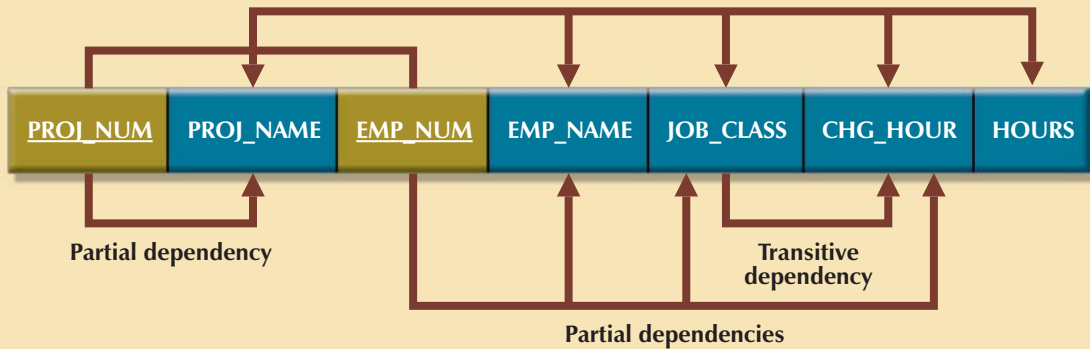 PROJ_NUM PROJ_NAME EMP_NUM EMP_NAME JOB_CLASS CHG_HOUR HOURS
Partial dependency
Transitive
dependency
Partial dependencies